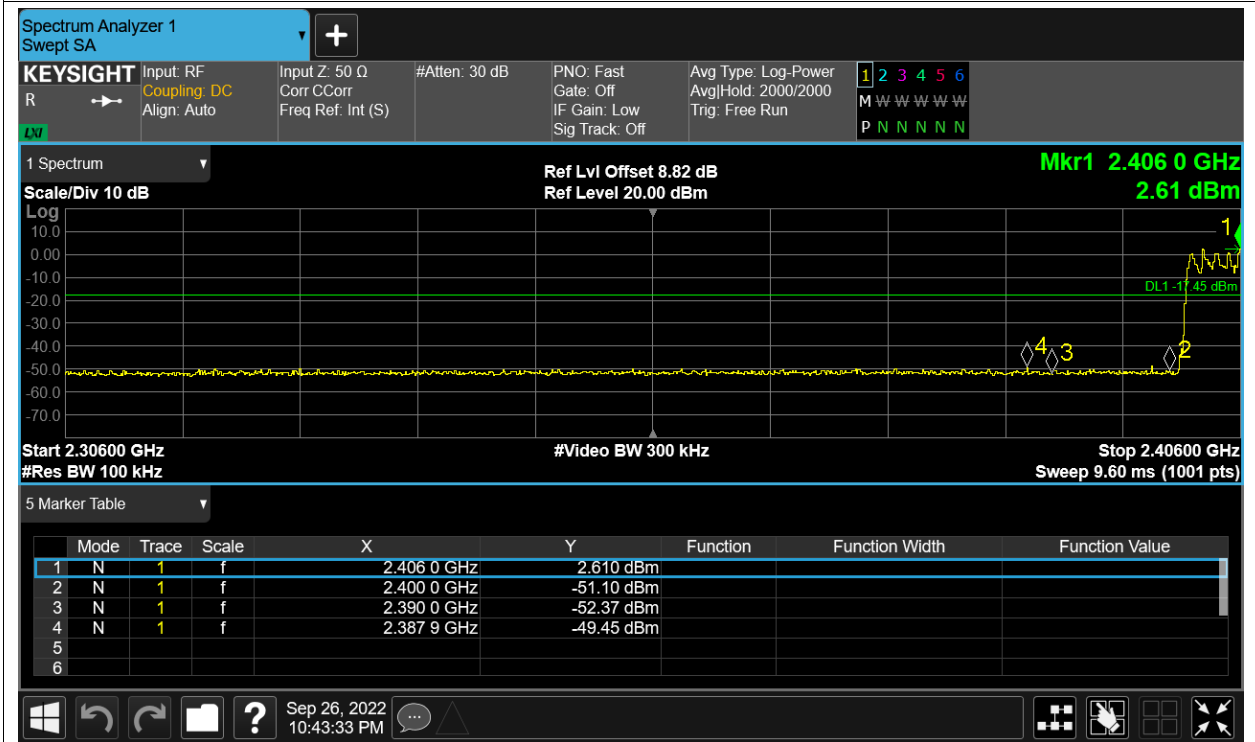 Spectrum Analyzer 1
Swept SA
KEYSIGHT Input: RF Input Z: 50 Ω #Atten: 30 dB PNO: Fast Avg Type: Log-Power 1 2 3 4 5 6
R Coupling: DC Corr CCorr Gate: Off Avg|Hold: 2000/2000 M W W W W W
Align: Auto Freq Ref: Int (S) IF Gain: Low Trig: Free Run
LXI Sig Track: Off P N N N N N
1 Spectrum Ref Lvl Offset 8.82 dB Mkr1 2.406 0 GHz
Scale/Div 10 dB Ref Level 20.00 dBm 2.61 dBm
Log
10.0 1
0.00
-10.0
DL1 -17.45 dBm
-20.0
-30.0
-40.0 4 3 2
-50.0
-60.0
-70.0
Start 2.30600 GHz #Video BW 300 kHz Stop 2.40600 GHz
#Res BW 100 kHz Sweep 9.60 ms (1001 pts)
5 Marker Table
Mode Trace Scale X Y Function Function Width Function Value
1 N 1 f 2.406 0 GHz 2.610 dBm
2 N 1 f 2.400 0 GHz -51.10 dBm
3 N 1 f 2.390 0 GHz -52.37 dBm
4 N 1 f 2.387 9 GHz -49.45 dBm
5
6
? Sep 26, 2022
10:43:33 PM